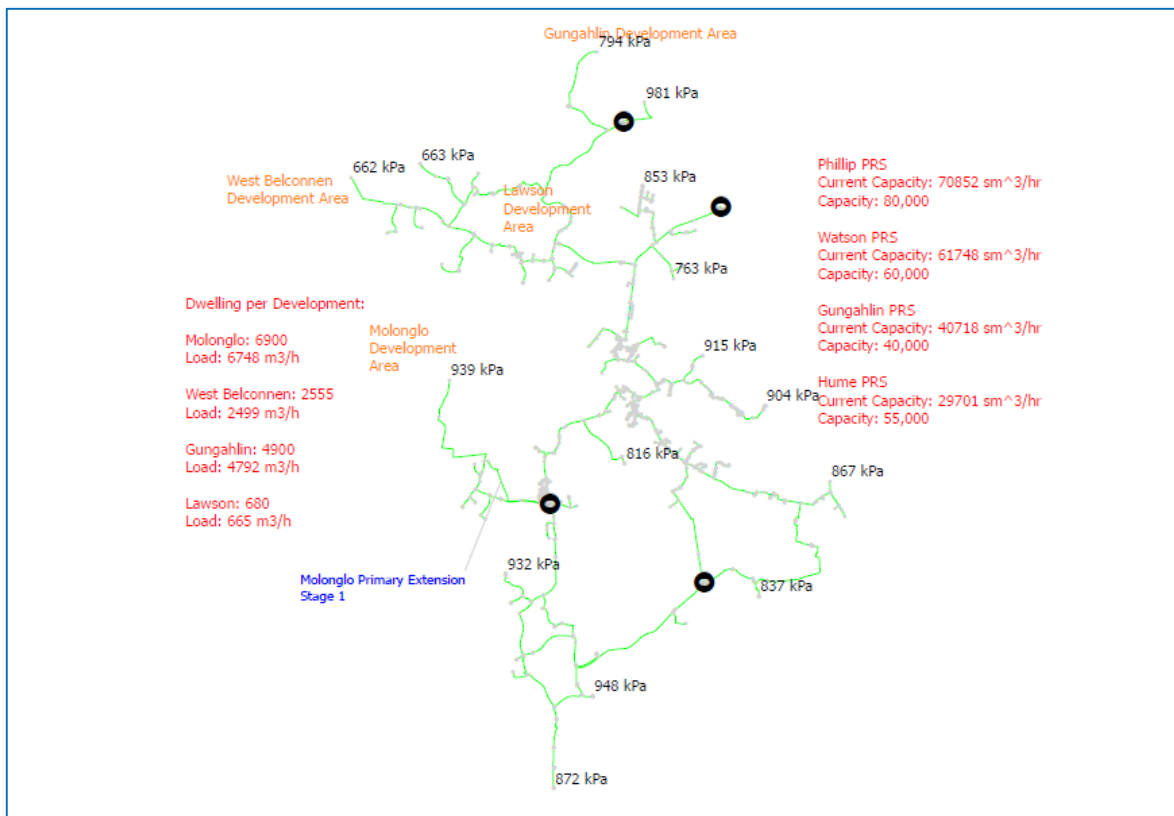 Gungahlin Development Area
794 kPa
981 kPa
662 kPa
663 kPa
West Belconnen
Development Area
Lawson
Development
Area
853 kPa
763 kPa
Phillip PRS
Current Capacity: 70852 sm^3/hr
Capacity: 80,000
Watson PRS
Current Capacity: 61748 sm^3/hr
Capacity: 60,000
Gungahlin PRS
Current Capacity: 40718 sm^3/hr
Capacity: 40,000
Hume PRS
Current Capacity: 29701 sm^3/hr
Capacity: 55,000
Dwelling per Development:
Molonglo: 6900
Load: 6748 m3/h
West Belconnen: 2555
Load: 2499 m3/h
Gungahlin: 4900
Load: 4792 m3/h
Lawson: 680
Load: 665 m3/h
Molonglo
Development
Area
939 kPa
915 kPa
904 kPa
816 kPa
867 kPa
Molonglo Primary Extension
Stage 1
932 kPa
837 kPa
948 kPa
872 kPa